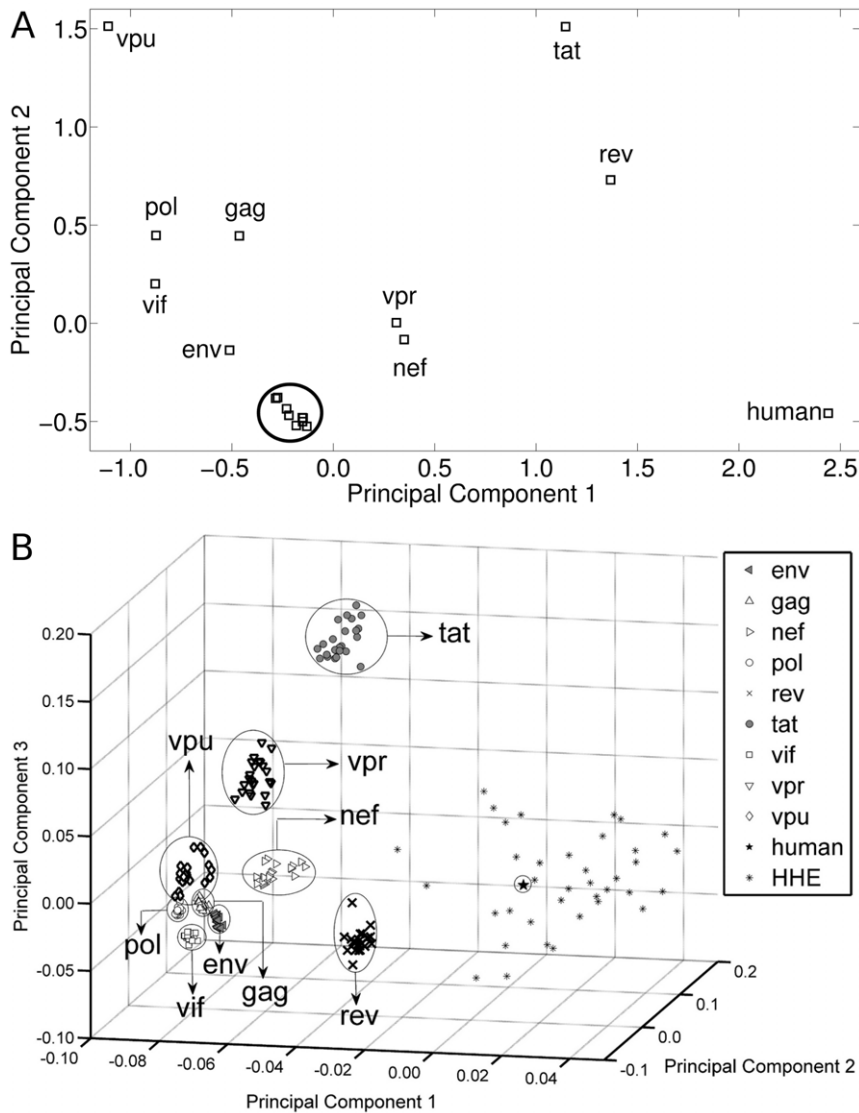 A
1.5
1.0
0.5
0.0
−0.5
Principal Component 2
vpu
tat
rev
pol
gag
vif
vpr
env
nef
human
−1.0 −0.5 0.0 0.5 1.0 1.5 2.0 2.5
Principal Component 1
B
0.20
0.15
0.10
0.05
0.00
-0.05
-0.10
Principal Component 3
tat
vpu
vpr
nef
pol
env
gag
vif
rev
env
gag
nef
pol
rev
tat
vif
vpr
vpu
human
HHE
-0.10 -0.08 -0.06 -0.04 -0.02 0.00 0.02 0.04
Principal Component 1
0.2
0.1
0.0
-0.1
Principal Component 2